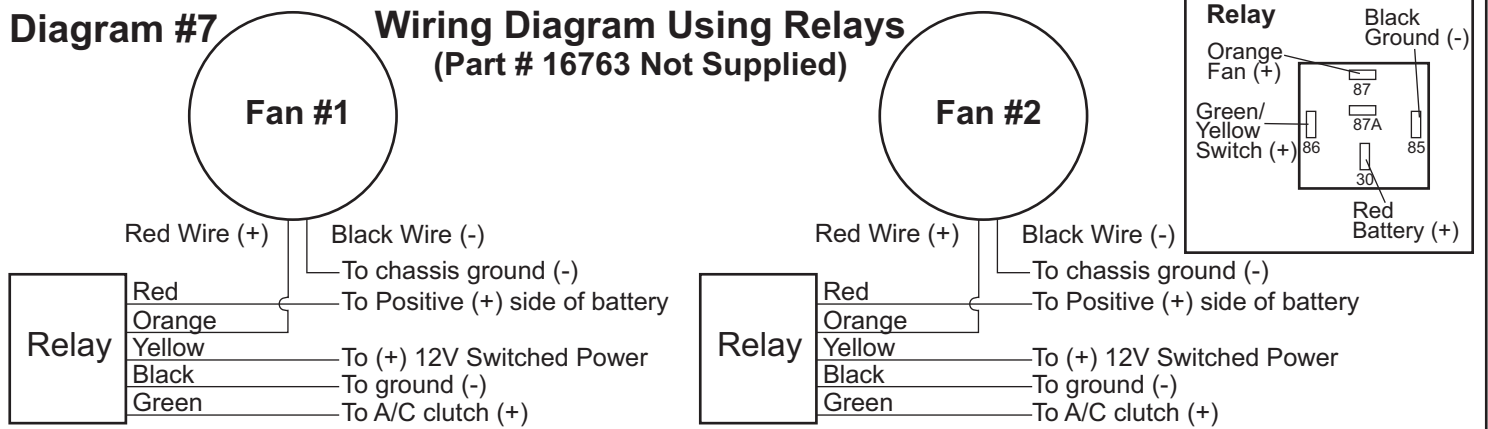 Diagram #7
Wiring Diagram Using Relays
(Part # 16763 Not Supplied)
Fan #1
Red Wire (+)
Black Wire (-)
To chassis ground (-)
Relay
Red
To Positive (+) side of battery
Orange
Yellow
To (+) 12V Switched Power
Black
To ground (-)
Green
To A/C clutch (+)
Fan #2
Red Wire (+)
Black Wire (-)
To chassis ground (-)
Relay
Red
To Positive (+) side of battery
Orange
Yellow
To (+) 12V Switched Power
Black
To ground (-)
Green
To A/C clutch (+)
Relay
Black
Ground (-)
Orange
Fan (+)
87
Green/
Yellow
Switch (+)
87A
86
85
30
Red
Battery (+)